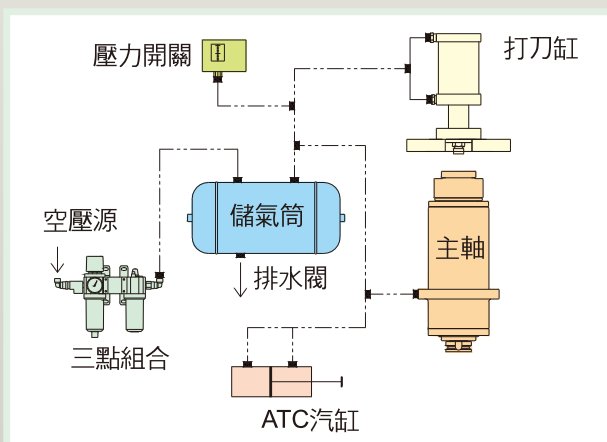 壓力開關
打刀缸
儲氣筒
空壓源
主軸
排水閥
三點組合
ATC汽缸